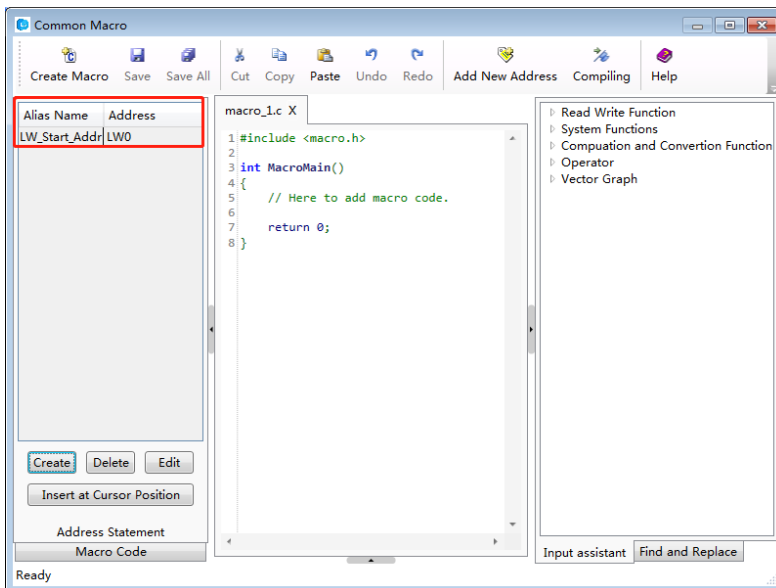 Common Macro
Create Macro Save Save All Cut Copy Paste Undo Redo Add New Address Compiling Help
Alias Name Address
LW_Start_Addr LW0
macro_1.c X
1 #include <macro.h>
2
3 int MacroMain()
4 {
5 // Here to add macro code.
6
7 return 0;
8 }
Read Write Function
System Functions
Compuation and Convertion Function
Operator
Vector Graph
Create Delete Edit
Insert at Cursor Position
Address Statement
Macro Code
Input assistant Find and Replace
Ready